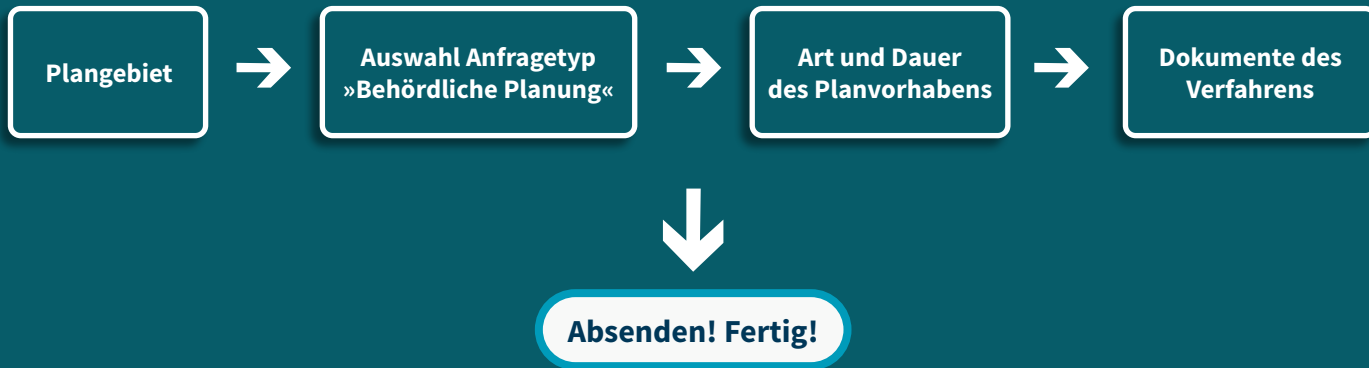 Plangebiet
Auswahl Anfragetyp
»Behördliche Planung«
Art und Dauer
des Planvorhabens
Dokumente des
Verfahrens
Absenden! Fertig!